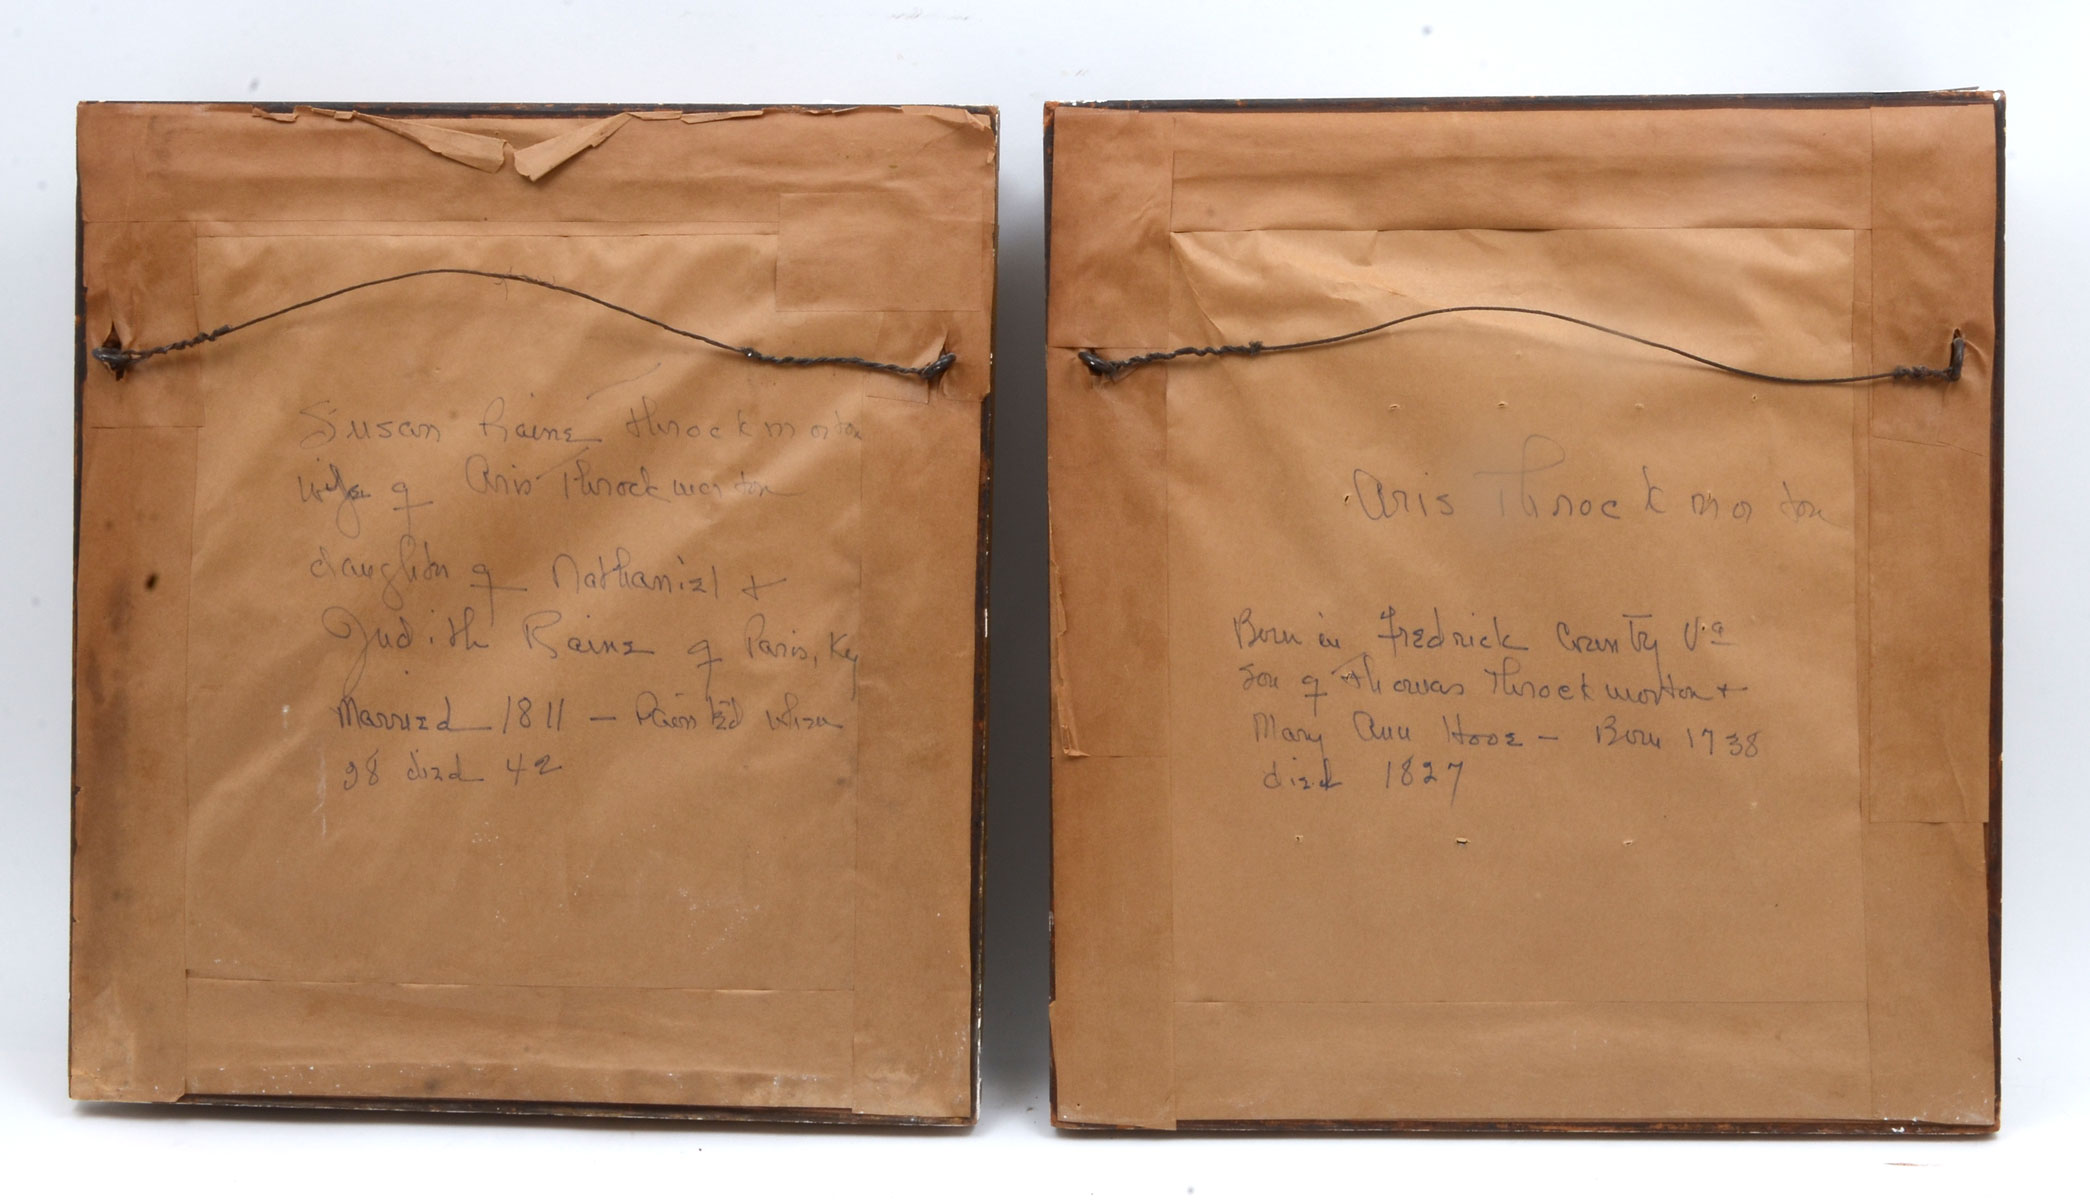 Susan Raine Throckmorton
wife of Aris Throckmorton
daughter of Nathaniel +
Judith Raine of Paris, Ky
Married 1811 – Painted when
38 died 42
Aris Throckmorton
Born in Fredrick County Va
Son of Thomas Throckmorton +
Mary Ann Hooe – Born 1738
died 1827